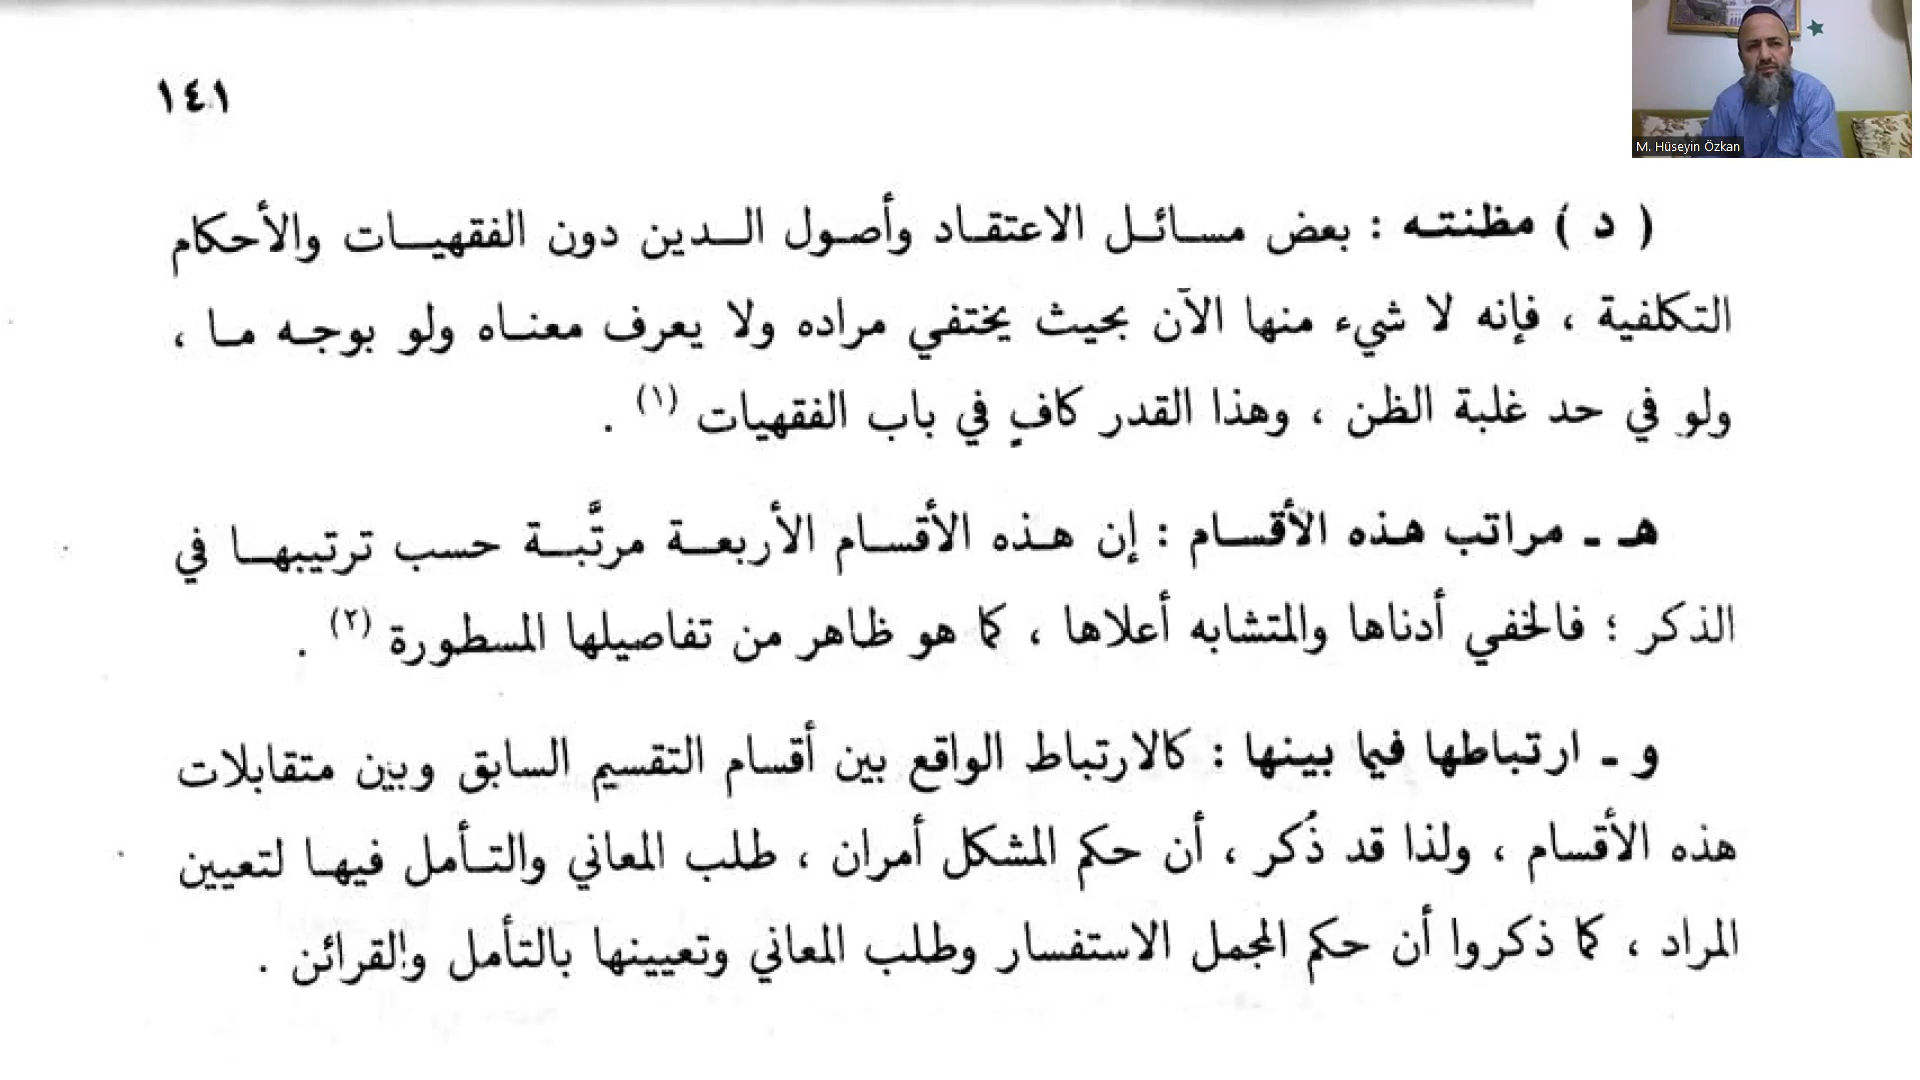 ١٤١
M. Hüseyin Özkan
( د ) مظنته : بعض مسائل الاعتقاد وأصول الدين دون الفقهيات والأحكام
التكلفية ، فإنه لا شيء منها الآن بحيث يختفي مراده ولا يعرف معناه ولو بوجه ما ،
ولو في حد غلبة الظن ، وهذا القدر كافٍ في باب الفقهيات (١) .
هـ ـ مراتب هذه الأقسام : إن هذه الأقسام الأربعة مرتَّبة حسب ترتيبها في
الذكر ؛ فالخفي أدناها والمتشابه أعلاها ، كما هو ظاهر من تفاصيلها المسطورة (٢) .
و ـ ارتباطها فيما بينها : كالارتباط الواقع بين أقسام التقسيم السابق وبين متقابلات
هذه الأقسام ، ولذا قد ذُكر ، أن حكم المشكل أمران ، طلب المعاني والتأمل فيها لتعيين
المراد ، كما ذكروا أن حكم المجمل الاستفسار وطلب المعاني وتعيينها بالتأمل والقرائن .